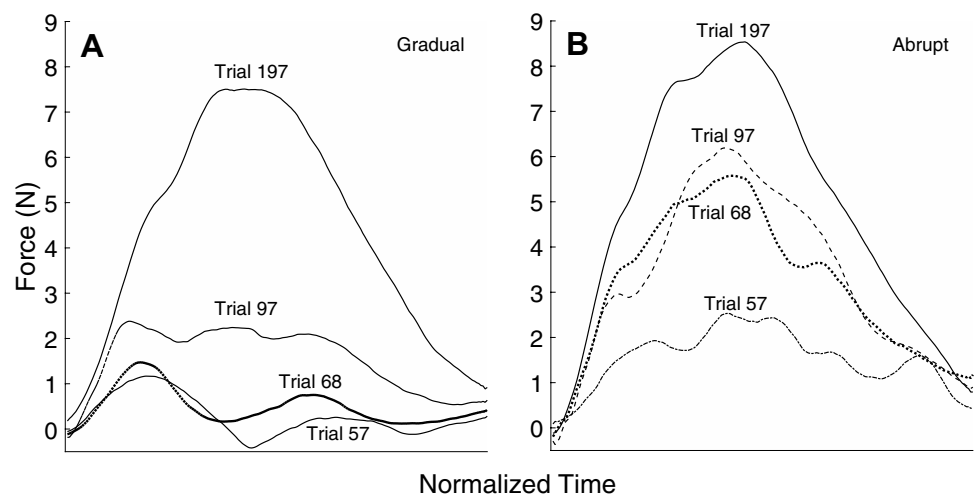 A
Gradual
Trial 197
Trial 97
Trial 68
Trial 57
B
Abrupt
Trial 197
Trial 97
Trial 68
Trial 57
9
8
7
6
5
4
3
2
1
0
9
8
7
6
5
4
3
2
1
0
Force (N)
Normalized Time